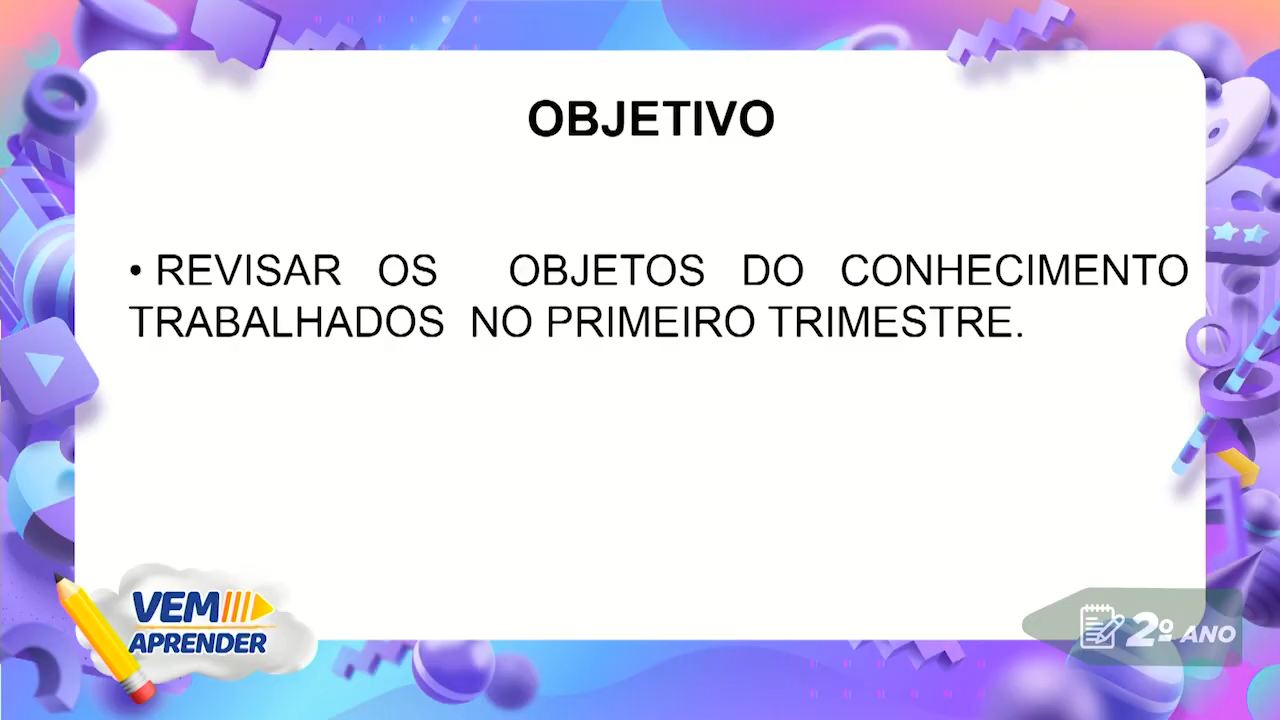 OBJETIVO
• REVISAR OS OBJETOS DO CONHECIMENTO
TRABALHADOS NO PRIMEIRO TRIMESTRE.
VEM
APRENDER
2º ANO